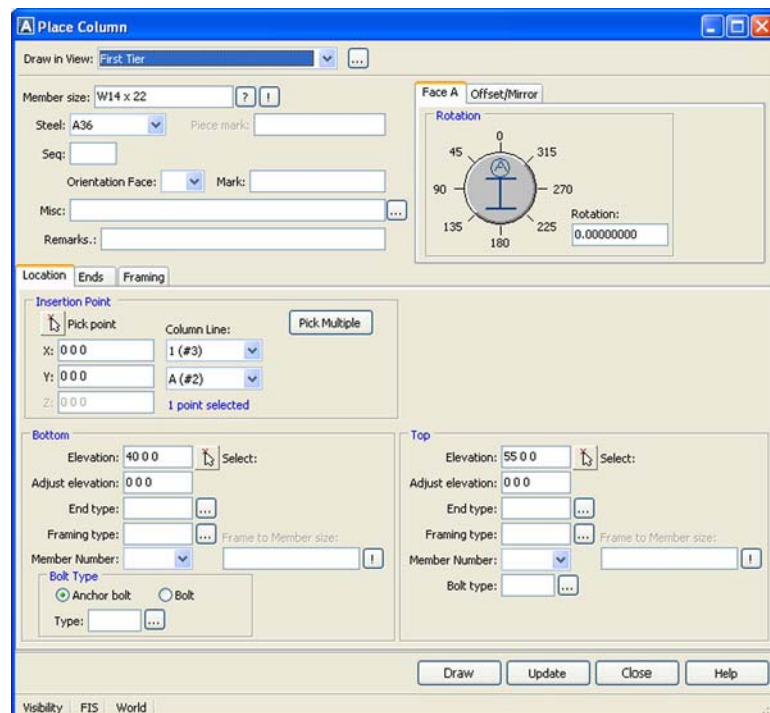 A Place Column
Draw in View: First Tier ...
Member size: W14 x 22 ? !
Steel: A36 Piece mark:
Seq:
Orientation Face: Mark:
Misc: ...
Remarks.:
Face A Offset/Mirror
Rotation
0
45 315
A
90 270
135 225
180
Rotation:
0.00000000
Location Ends Framing
Insertion Point
Pick point Column Line: Pick Multiple
X: 0 0 0 1 (#3)
Y: 0 0 0 A (#2)
Z: 0 0 0 1 point selected
Bottom
Elevation: 40 0 0 Select:
Adjust elevation: 0 0 0
End type: ...
Framing type: ... Frame to Member size:
Member Number: !
Bolt Type
Anchor bolt Bolt
Type: ...
Top
Elevation: 55 0 0 Select:
Adjust elevation: 0 0 0
End type: ...
Framing type: ... Frame to Member size:
Member Number: !
Bolt type: ...
Draw Update Close Help
Visibility FIS World